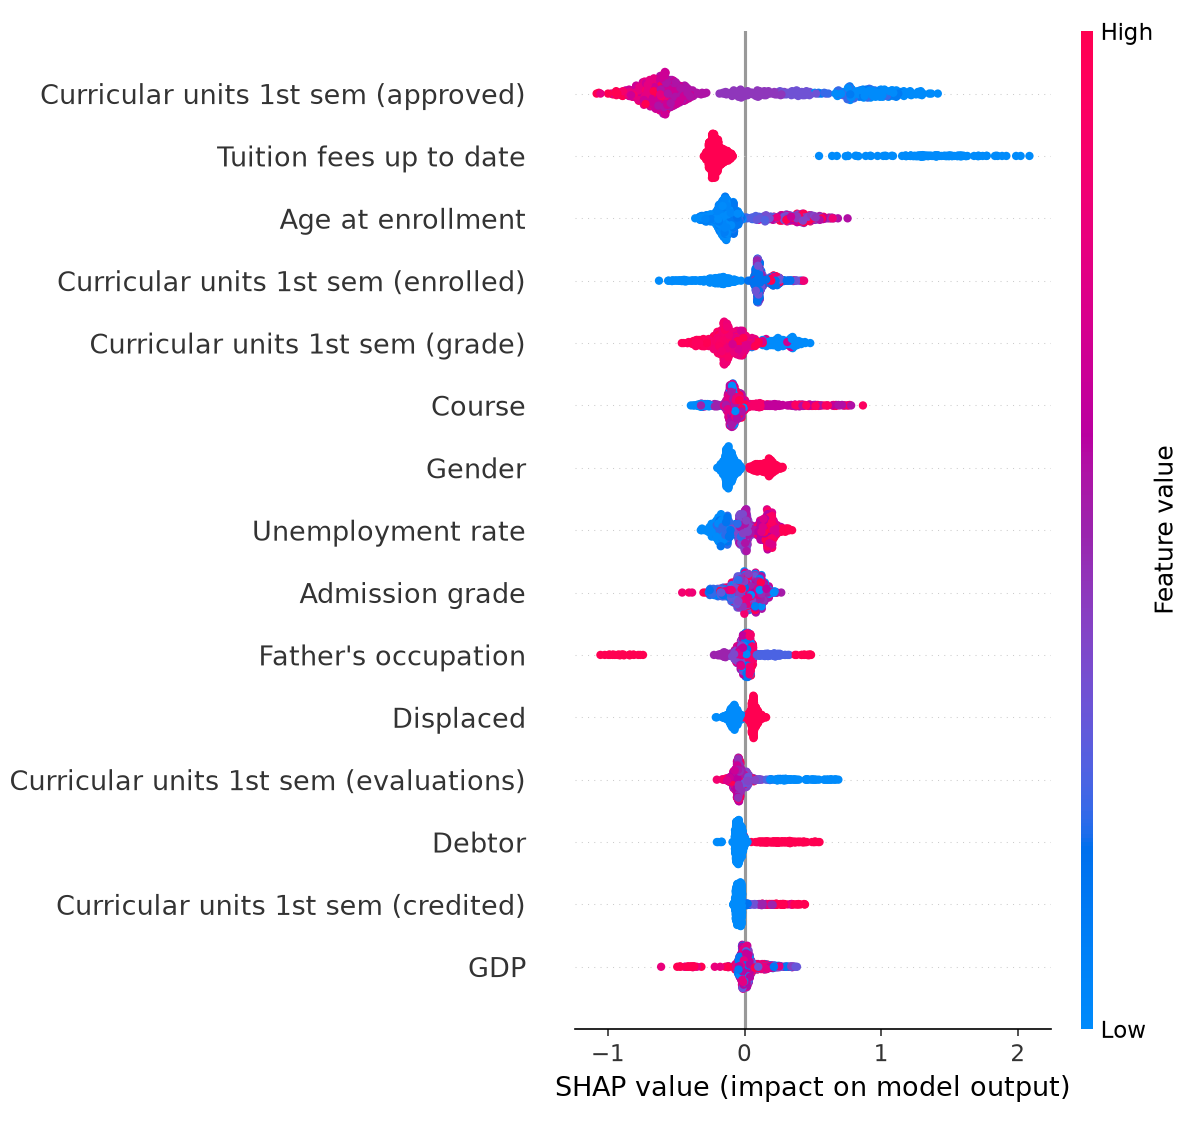 High
Curricular units 1st sem (approved)
Tuition fees up to date
Age at enrollment
Curricular units 1st sem (enrolled)
Curricular units 1st sem (grade)
Course
Gender
Unemployment rate
Admission grade
Father's occupation
Displaced
Curricular units 1st sem (evaluations)
Debtor
Curricular units 1st sem (credited)
GDP
Feature value
Low
−1 0 1 2
SHAP value (impact on model output)